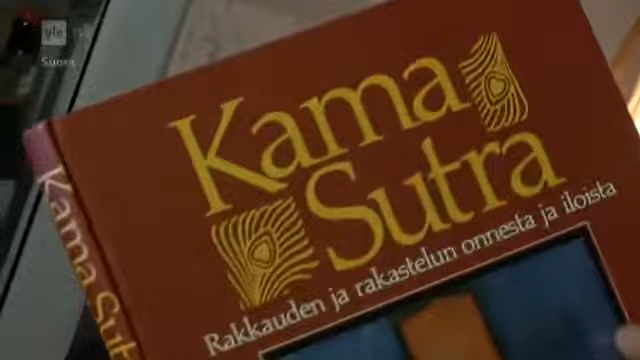 yle
Suora
Kama
Sutra
Rakkauden ja rakastelun onnesta ja iloista
Kama Sut